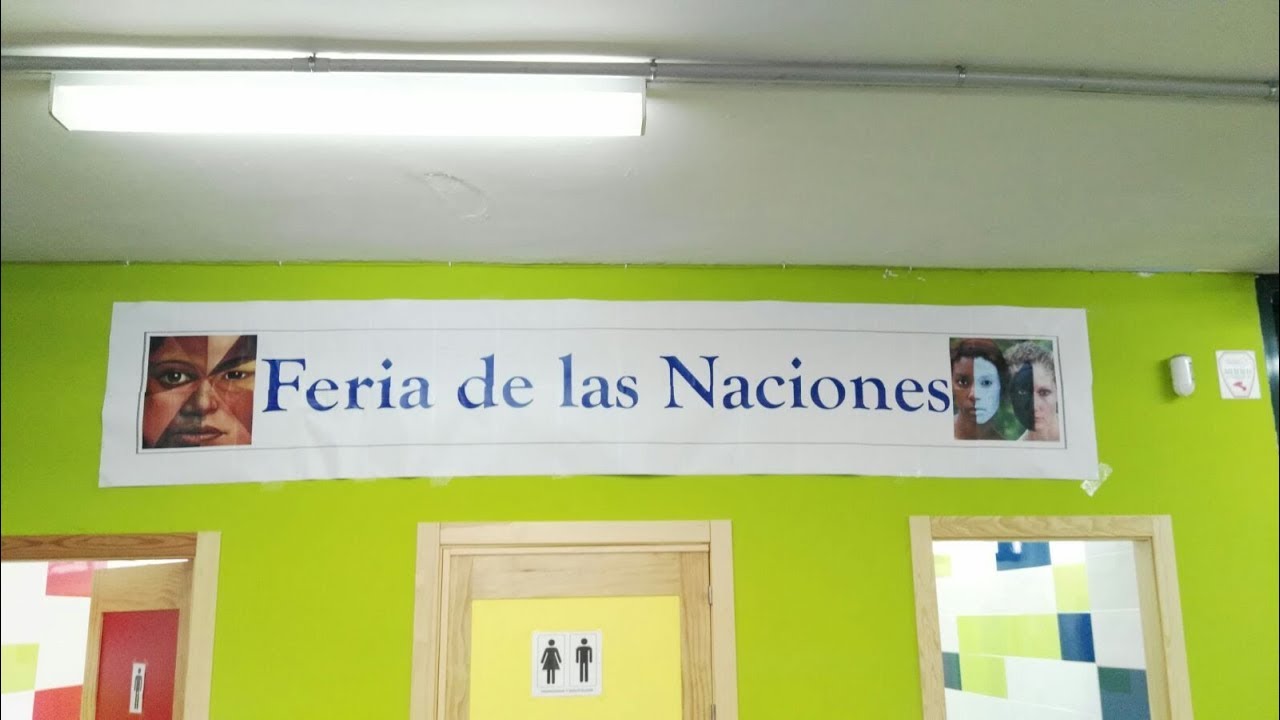 Feria de las Naciones